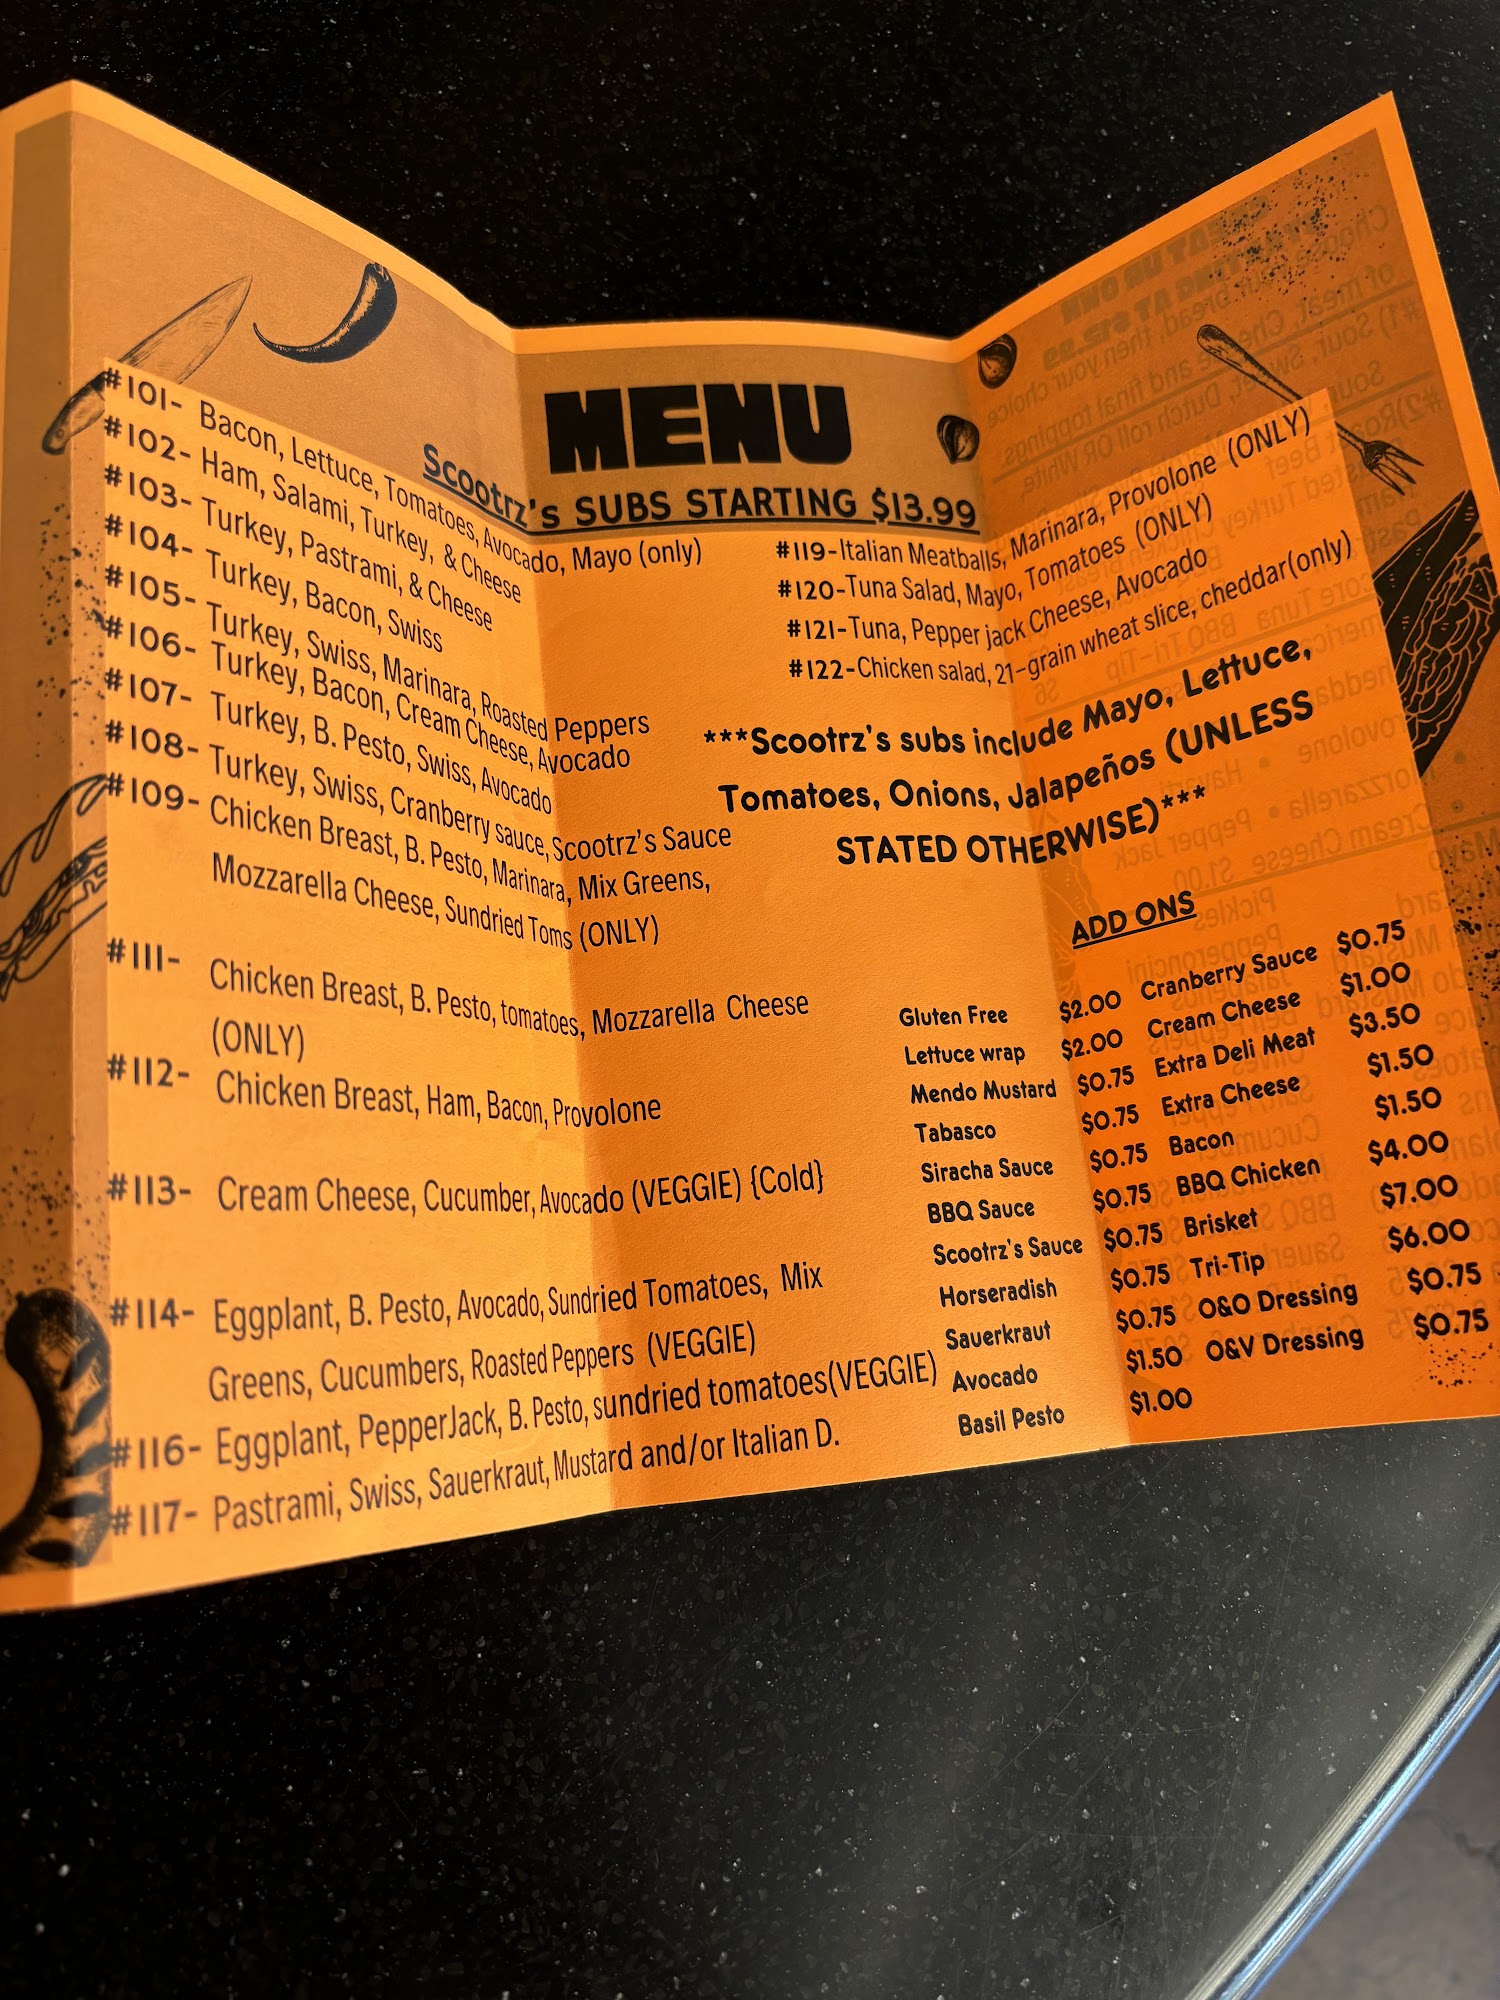 MENU
Scootrz's SUBS STARTING $13.99
#101- Bacon, Lettuce, Tomatoes, Avocado, Mayo (only)
#102- Ham, Salami, Turkey, & Cheese
#103- Turkey, Pastrami, & Cheese
#104- Turkey, Bacon, Swiss
#105- Turkey, Swiss, Marinara, Roasted Peppers
#106- Turkey, Bacon, Cream Cheese, Avocado
#107- Turkey, B. Pesto, Swiss, Avocado
#108- Turkey, Swiss, Cranberry sauce, Scootrz's Sauce
#109- Chicken Breast, B. Pesto, Marinara, Mix Greens,
Mozzarella Cheese, Sundried Toms (ONLY)
#111- Chicken Breast, B. Pesto, tomatoes, Mozzarella Cheese
(ONLY)
#112- Chicken Breast, Ham, Bacon, Provolone
#113- Cream Cheese, Cucumber, Avocado (VEGGIE) {Cold}
#114- Eggplant, B. Pesto, Avocado, Sundried Tomatoes, Mix
Greens, Cucumbers, Roasted Peppers (VEGGIE)
#116- Eggplant, PepperJack, B. Pesto, sundried tomatoes(VEGGIE)
#117- Pastrami, Swiss, Sauerkraut, Mustard and/or Italian D.
#119-Italian Meatballs, Marinara, Provolone (ONLY)
#120-Tuna Salad, Mayo, Tomatoes (ONLY)
#121-Tuna, Pepper jack Cheese, Avocado
#122-Chicken salad, 21-grain wheat slice, cheddar(only)
***Scootrz's subs include Mayo, Lettuce,
Tomatoes, Onions, Jalapeños (UNLESS
STATED OTHERWISE)***
ADD ONS
Gluten Free $2.00
Lettuce wrap $2.00
Mendo Mustard $0.75
Tabasco $0.75
Siracha Sauce $0.75
BBQ Sauce $0.75
Scootrz's Sauce $0.75
Horseradish $0.75
Sauerkraut $0.75
Avocado $1.50
Basil Pesto $1.00
Cranberry Sauce $0.75
Cream Cheese $1.00
Extra Deli Meat $3.50
Extra Cheese $1.50
Bacon $1.50
BBQ Chicken $4.00
Brisket $7.00
Tri-Tip $6.00
O&O Dressing $0.75
O&V Dressing $0.75